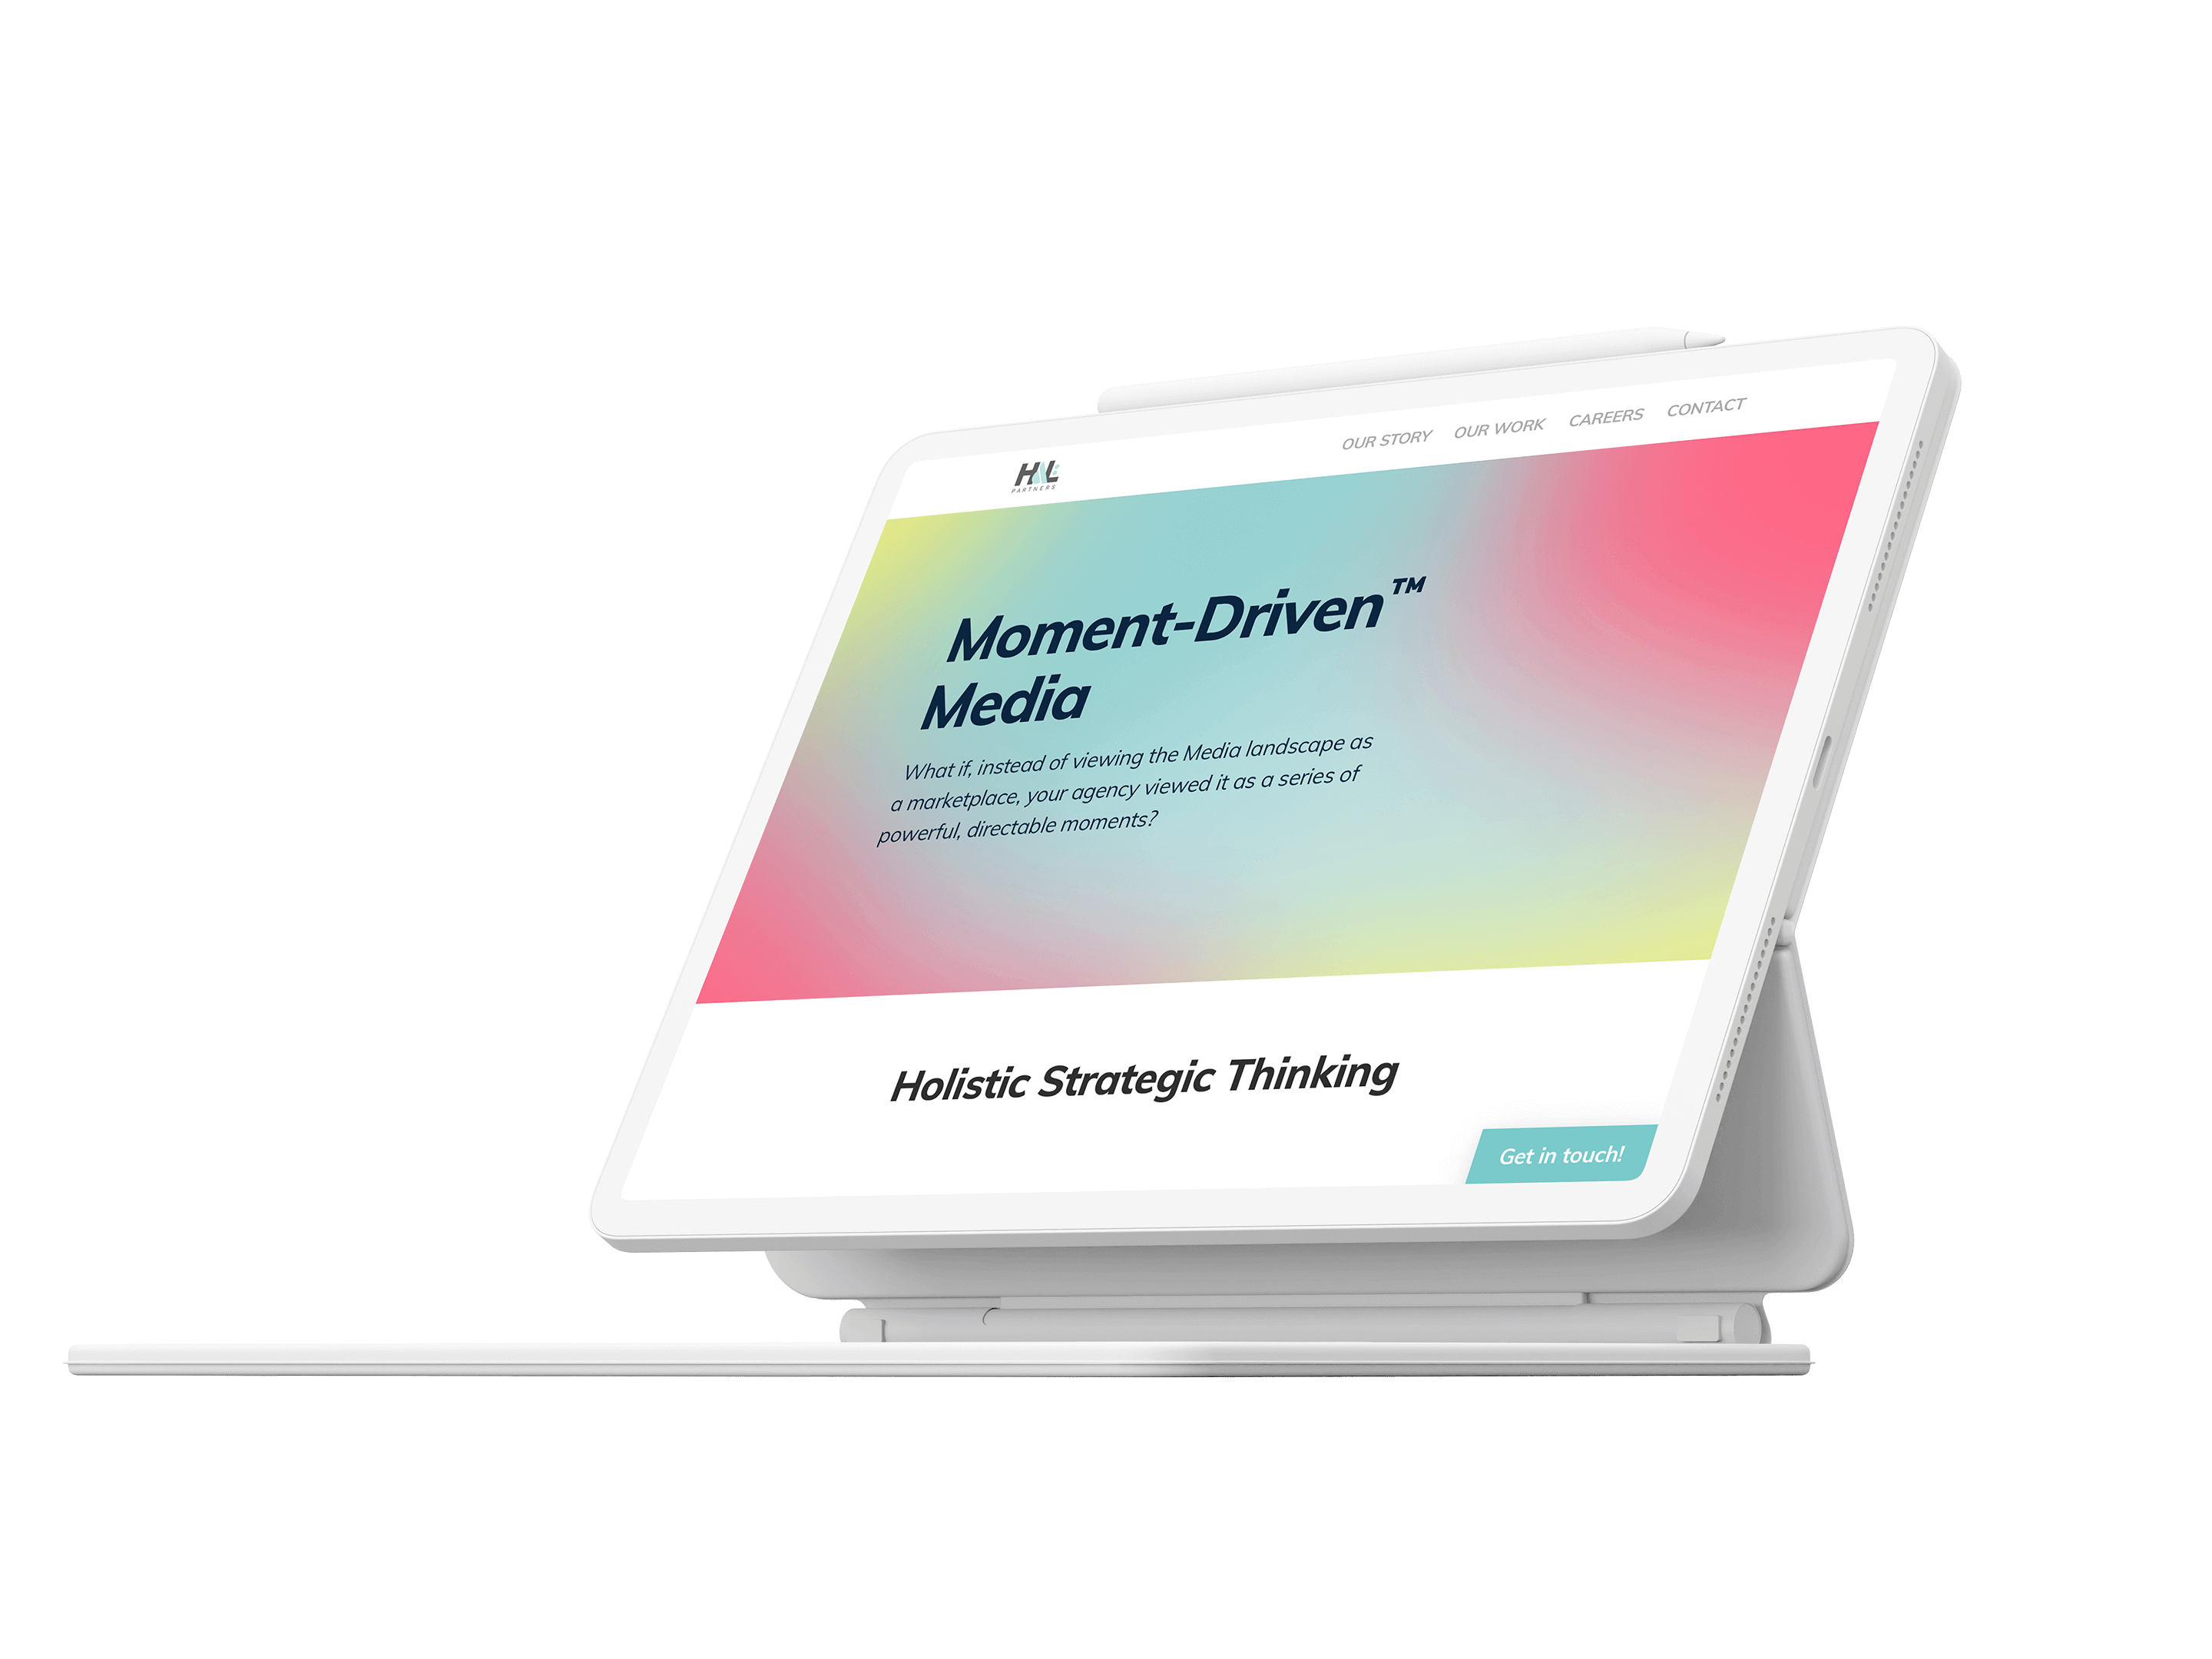 OUR STORY OUR WORK CAREERS CONTACT
PARTNERS
Moment-Driven™
Media
What if, instead of viewing the Media landscape as
a marketplace, your agency viewed it as a series of
powerful, directable moments?
Holistic Strategic Thinking
Get in touch!